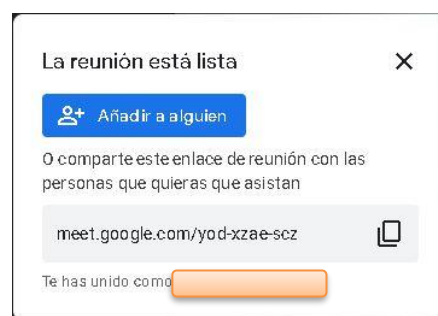 La reunión está lista
Añadir a alguien
O comparte este enlace de reunión con las
personas que quieras que asistan
meet.google.com/yod-xzae-scz
Te has unido como